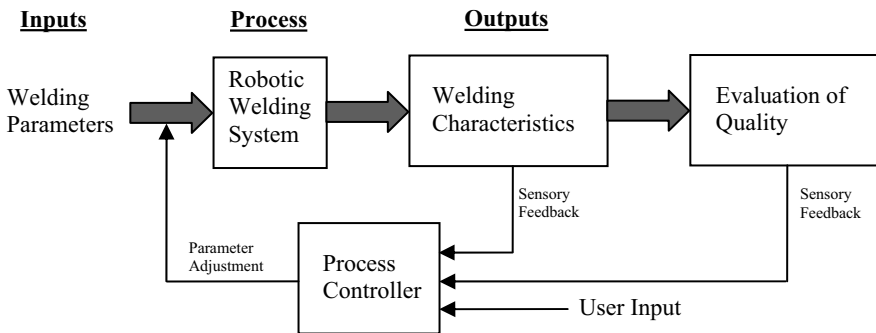 Inputs
Process
Outputs
Welding
Parameters
Robotic
Welding
System
Welding
Characteristics
Evaluation of
Quality
Sensory
Feedback
Sensory
Feedback
Parameter
Adjustment
Process
Controller
User Input